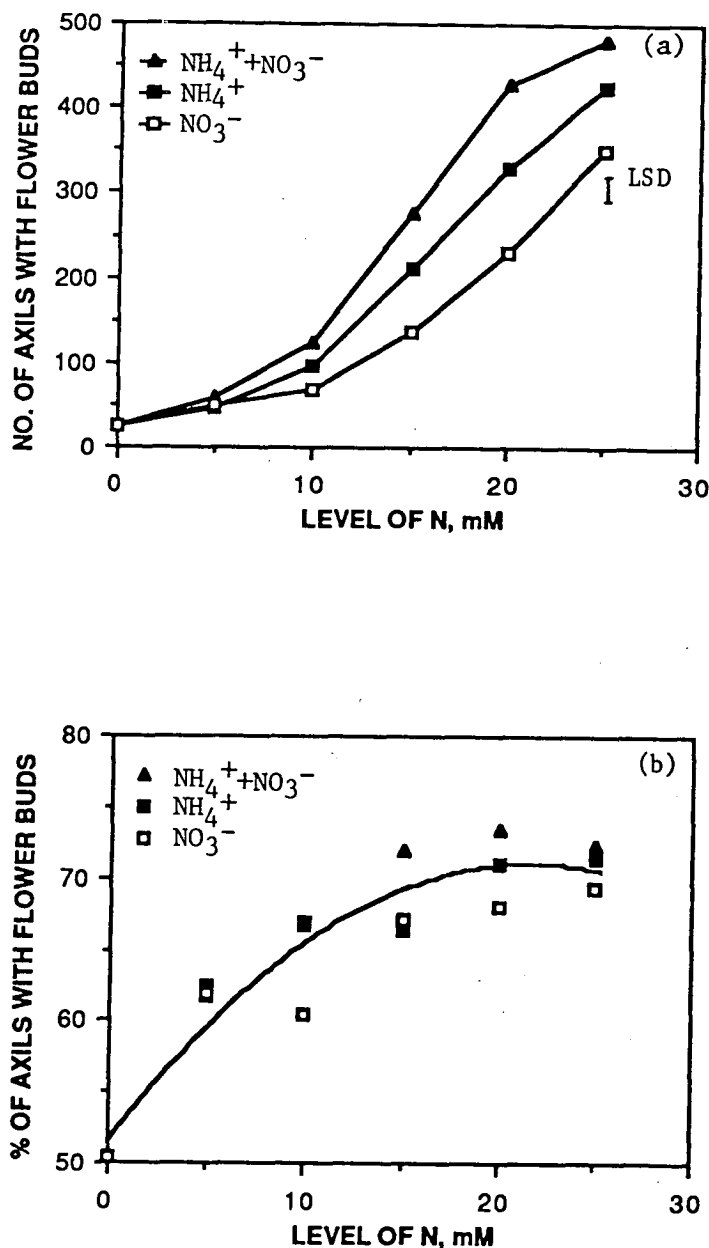 500
(a)
NH4++NO3−
400
NH4+
NO3−
300
LSD
200
100
0
0
10
20
30
NO. OF AXILS WITH FLOWER BUDS
LEVEL OF N, mM
80
(b)
NH4++NO3−
NH4+
NO3−
70
60
50
0
10
20
30
% OF AXILS WITH FLOWER BUDS
LEVEL OF N, mM